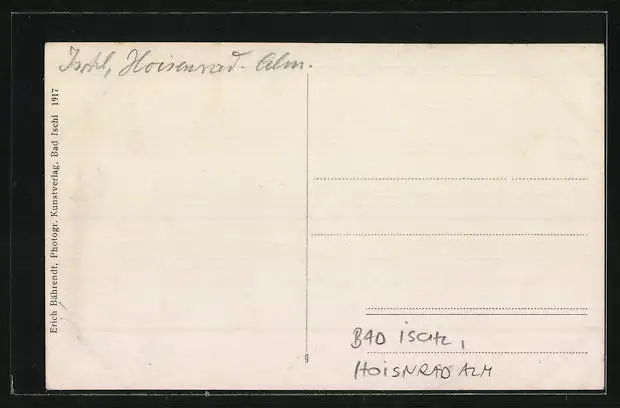 Ischl, Hoisenrad-Alm.
Erich Bährendt, Photogr. Kunstverlag, Bad Ischl 1917
§
BAD ISCHL,
HOISNRAD ALM